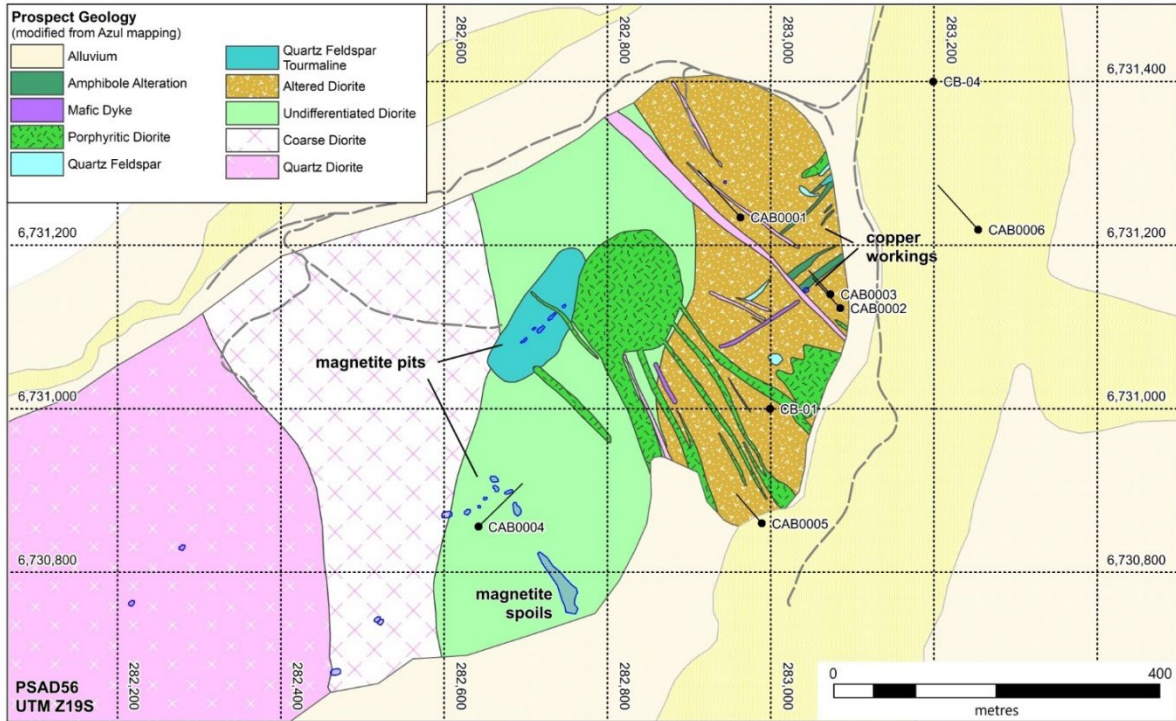 Prospect Geology
(modified from Azul mapping)
Alluvium
Amphibole Alteration
Mafic Dyke
Porphyritic Diorite
Quartz Feldspar
Quartz Feldspar
Tourmaline
Altered Diorite
Undifferentiated Diorite
Coarse Diorite
Quartz Diorite
282,600
282,800
283,000
283,200
6,731,400
CB-04
CAB0001
CAB0006
6,731,200
6,731,200
copper
workings
CAB0003
CAB0002
magnetite pits
6,731,000
6,731,000
CB-01
CAB0004
CAB0005
6,730,800
6,730,800
magnetite
spoils
282,200
282,400
282,600
282,800
283,000
PSAD56
UTM Z19S
0
400
metres